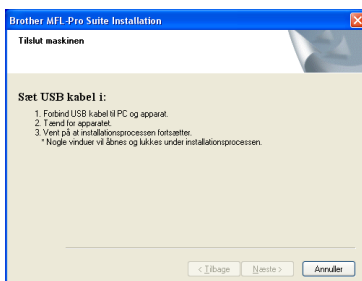 Brother MFL-Pro Suite Installation
Tilslut maskinen
Sæt USB kabel i:
1. Forbind USB kabel til PC og apparat.
2. Tænd for apparatet.
3. Vent på at installationsprocessen fortsætter.
* Nogle vinduer vil åbnes og lukkes under installationsprocessen.
< Tilbage Næste > Annuller